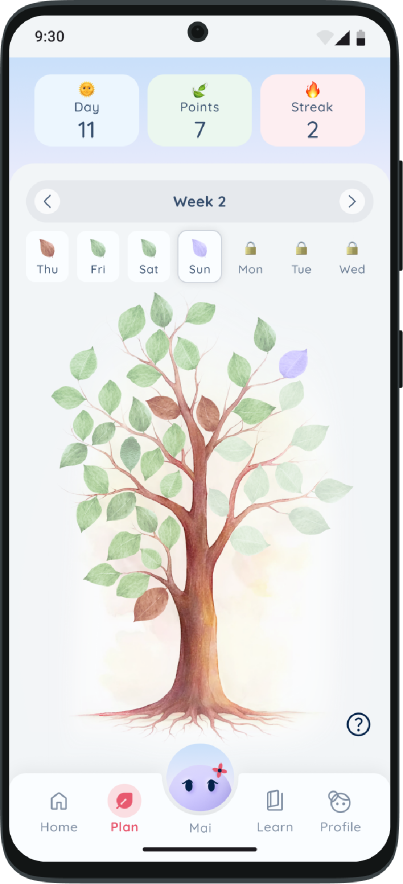 9:30
Day
11
Points
7
Streak
2
Week 2
Thu Fri Sat Sun Mon Tue Wed
?
Home Plan Mai Learn Profile